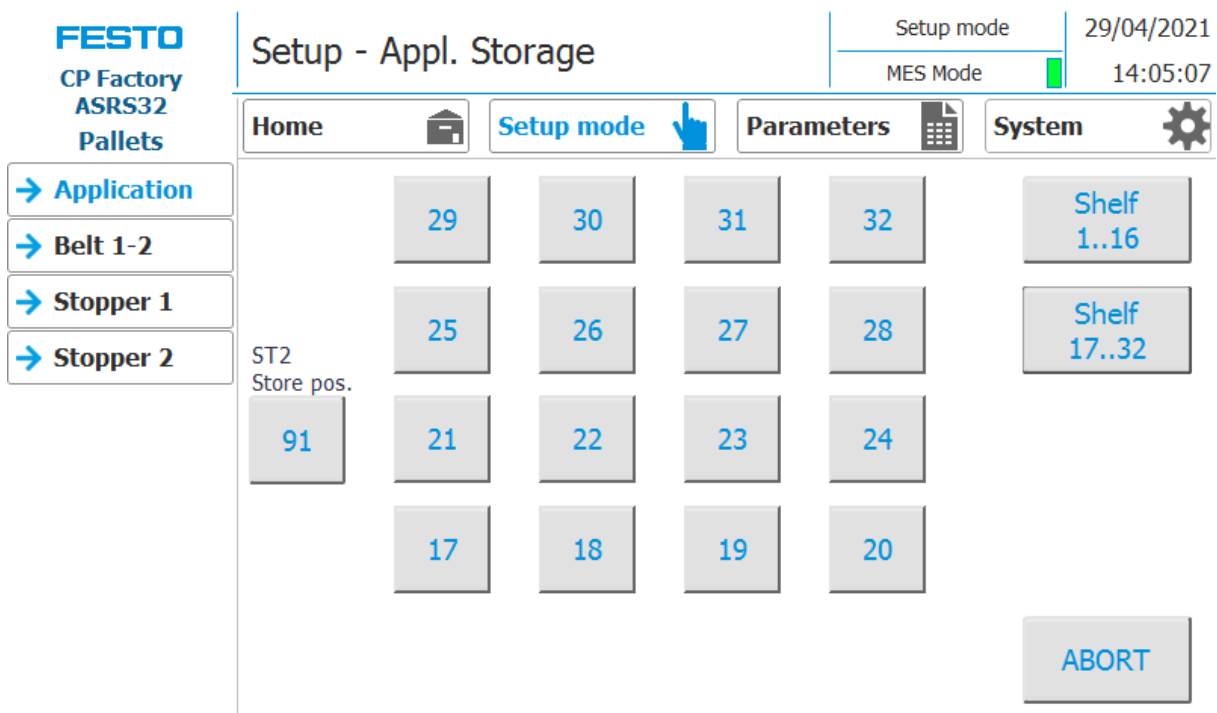 FESTO
CP Factory
ASRS32
Pallets
Setup - Appl. Storage
Setup mode
MES Mode
29/04/2021
14:05:07
Home
Setup mode
Parameters
System
Application
Belt 1-2
Stopper 1
Stopper 2
29 30 31 32
Shelf
1..16
25 26 27 28
Shelf
17..32
ST2
Store pos.
91 21 22 23 24
17 18 19 20
ABORT